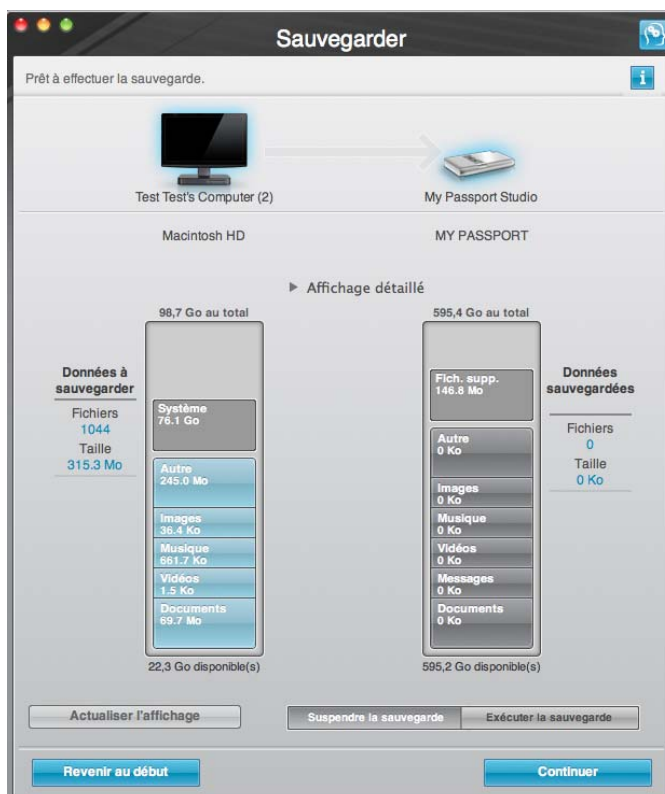 Sauvegarder
Prêt à effectuer la sauvegarde.
i
Test Test's Computer (2)
My Passport Studio
Macintosh HD
MY PASSPORT
Affichage détaillé
98,7 Go au total
595,4 Go au total
Données à
sauvegarder
Fichiers
1044
Taille
315.3 Mo
Système
76.1 Go
Autre
245.0 Mo
Images
36.4 Ko
Musique
661.7 Ko
Vidéos
1.5 Ko
Documents
69.7 Mo
22,3 Go disponible(s)
Fich. supp.
146.8 Mo
Autre
0 Ko
Images
0 Ko
Musique
0 Ko
Vidéos
0 Ko
Messages
0 Ko
Documents
0 Ko
595,2 Go disponible(s)
Données
sauvegardées
Fichiers
0
Taille
0 Ko
Actualiser l'affichage
Suspendre la sauvegarde
Exécuter la sauvegarde
Revenir au début
Continuer